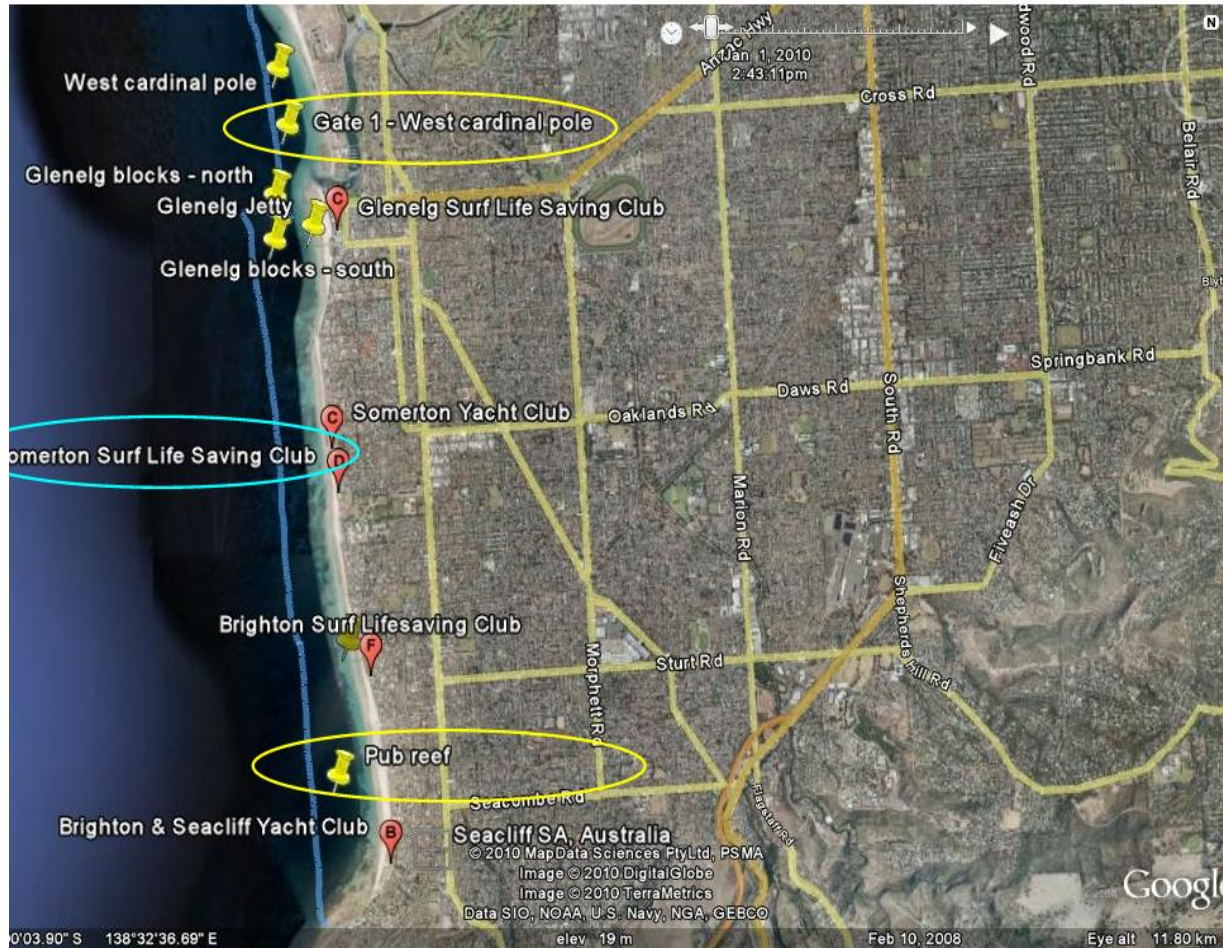 N
Jan 1, 2010
2:43:11pm
West cardinal pole
Gate 1 - West cardinal pole
Cross Rd
Belair Rd
Glenelg blocks - north
Glenelg Jetty
C
Glenelg Surf Life Saving Club
Glenelg blocks - south
Springbank Rd
Daws Rd
South Rd
C
Somerton Yacht Club
Oaklands Rd
omerton Surf Life Saving Club
D
Marion Rd
Fiveash Dr
Brighton Surf Lifesaving Club
F
Morphett Rd
Sturt Rd
Shepherds Hill Rd
Pub reef
Seacombe Rd
Flagstaff Rd
Brighton & Seacliff Yacht Club
B
Seacliff SA, Australia
© 2010 MapData Sciences PtyLtd, PSMA
Image © 2010 DigitalGlobe
Image © 2010 TerraMetrics
Data SIO, NOAA, U.S. Navy, NGA, GEBCO
Google
0'03.90" S 138°32'36.69" E
elev 19 m
Feb 10, 2008
Eye alt 11.80 km